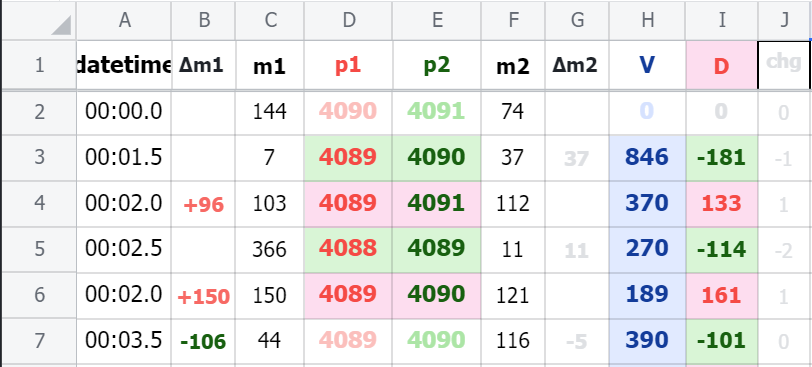 A B C D E F G H I J
1 datetime Δm1 m1 p1 p2 m2 Δm2 V D chg
2 00:00.0 144 4090 4091 74 0 0 0
3 00:01.5 7 4089 4090 37 37 846 -181 -1
4 00:02.0 +96 103 4089 4091 112 370 133 1
5 00:02.5 366 4088 4089 11 11 270 -114 -2
6 00:02.0 +150 150 4089 4090 121 189 161 1
7 00:03.5 -106 44 4089 4090 116 -5 390 -101 0